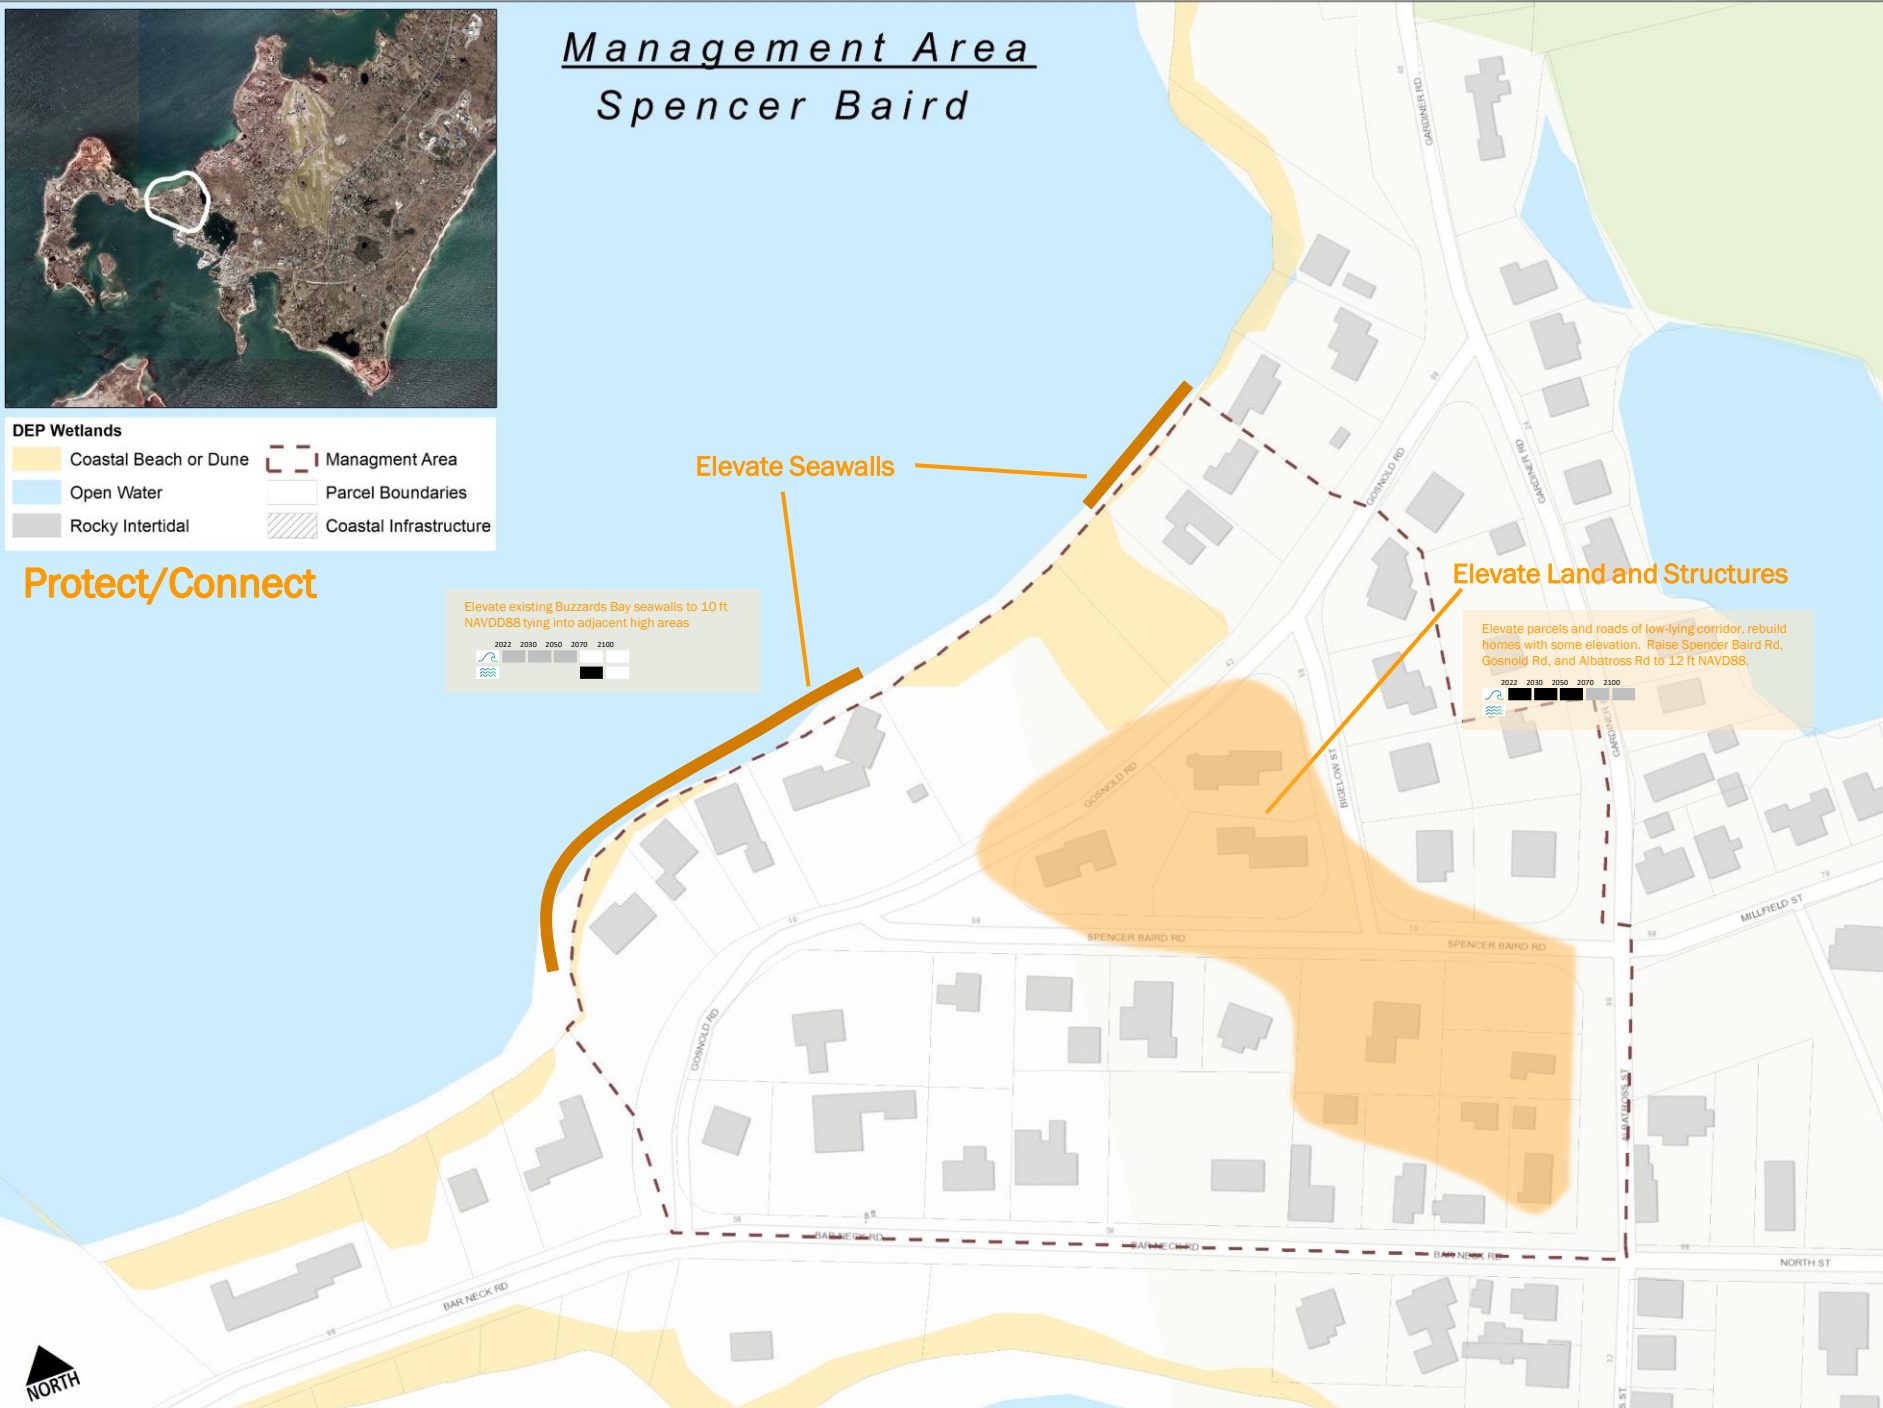 Management Area
Spencer Baird
DEP Wetlands
Coastal Beach or Dune
Managment Area
Open Water
Parcel Boundaries
Rocky Intertidal
Coastal Infrastructure
Protect/Connect
Elevate Seawalls
Elevate existing Buzzards Bay seawalls to 10 ft
NAVDD88 tying into adjacent high areas
2022 2030 2050 2070 2100
Elevate Land and Structures
Elevate parcels and roads of low-lying corridor, rebuild
homes with some elevation. Raise Spencer Baird Rd,
Gosnold Rd, and Albatross Rd to 12 ft NAVD88.
2022 2030 2050 2070 2100
GARDINER RD
GOSNOLD RD
GARDINER RD
GARDINER R
BIGELOW ST
GOSNOLD RD
MILLFIELD ST
SPENCER BAIRD RD
SPENCER BAIRD RD
GOSNOLD RD
ALBATROSS ST
8 ft
BAR NECK RD
BAR NECK RD
BAR NECK RD
NORTH ST
BAR NECK RD
S ST
NORTH